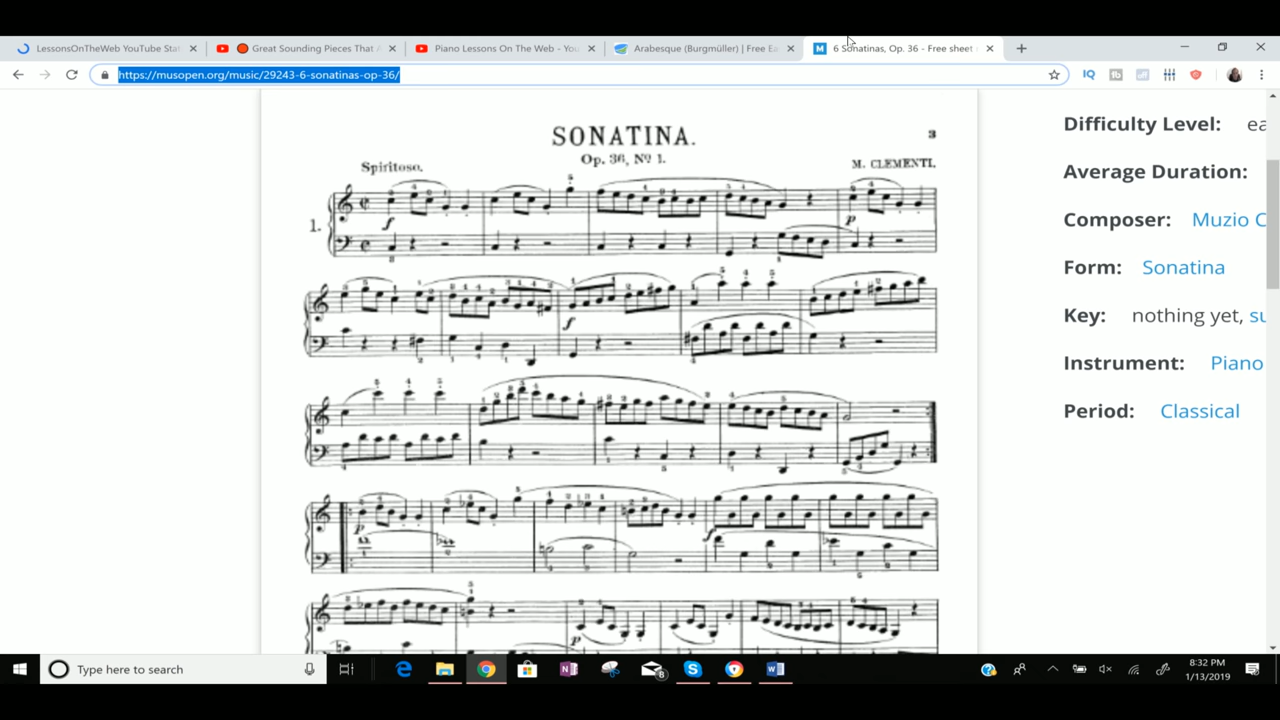 LessonsOnTheWeb YouTube Stat
Great Sounding Pieces That A
Piano Lessons On The Web - You
Arabesque (Burgmüller) | Free Ea
6 Sonatinas, Op. 36 - Free sheet
https://musopen.org/music/29243-6-sonatinas-op-36/
SONATINA.
3
Op. 36, Nº 1.
Spiritoso.
M. CLEMENTI.
1.
f
p
f
p
f
p
Difficulty Level: ea
Average Duration:
Composer: Muzio C
Form: Sonatina
Key: nothing yet, su
Instrument: Piano
Period: Classical
Type here to search
8:32 PM
1/13/2019